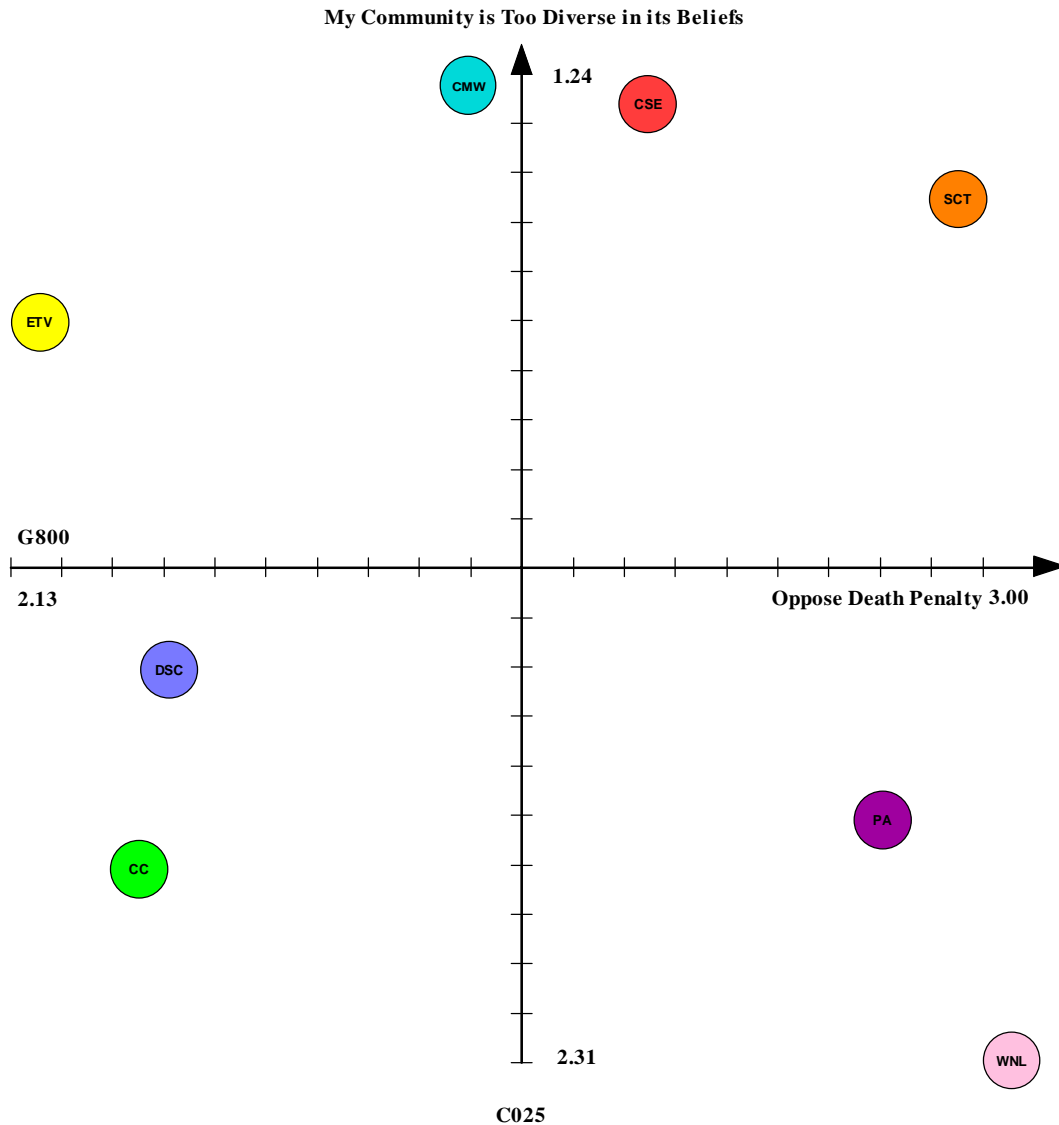 My Community is Too Diverse in its Beliefs
1.24
CMW
CSE
SCT
ETV
G800
2.13
Oppose Death Penalty 3.00
DSC
PA
CC
2.31
WNL
C025